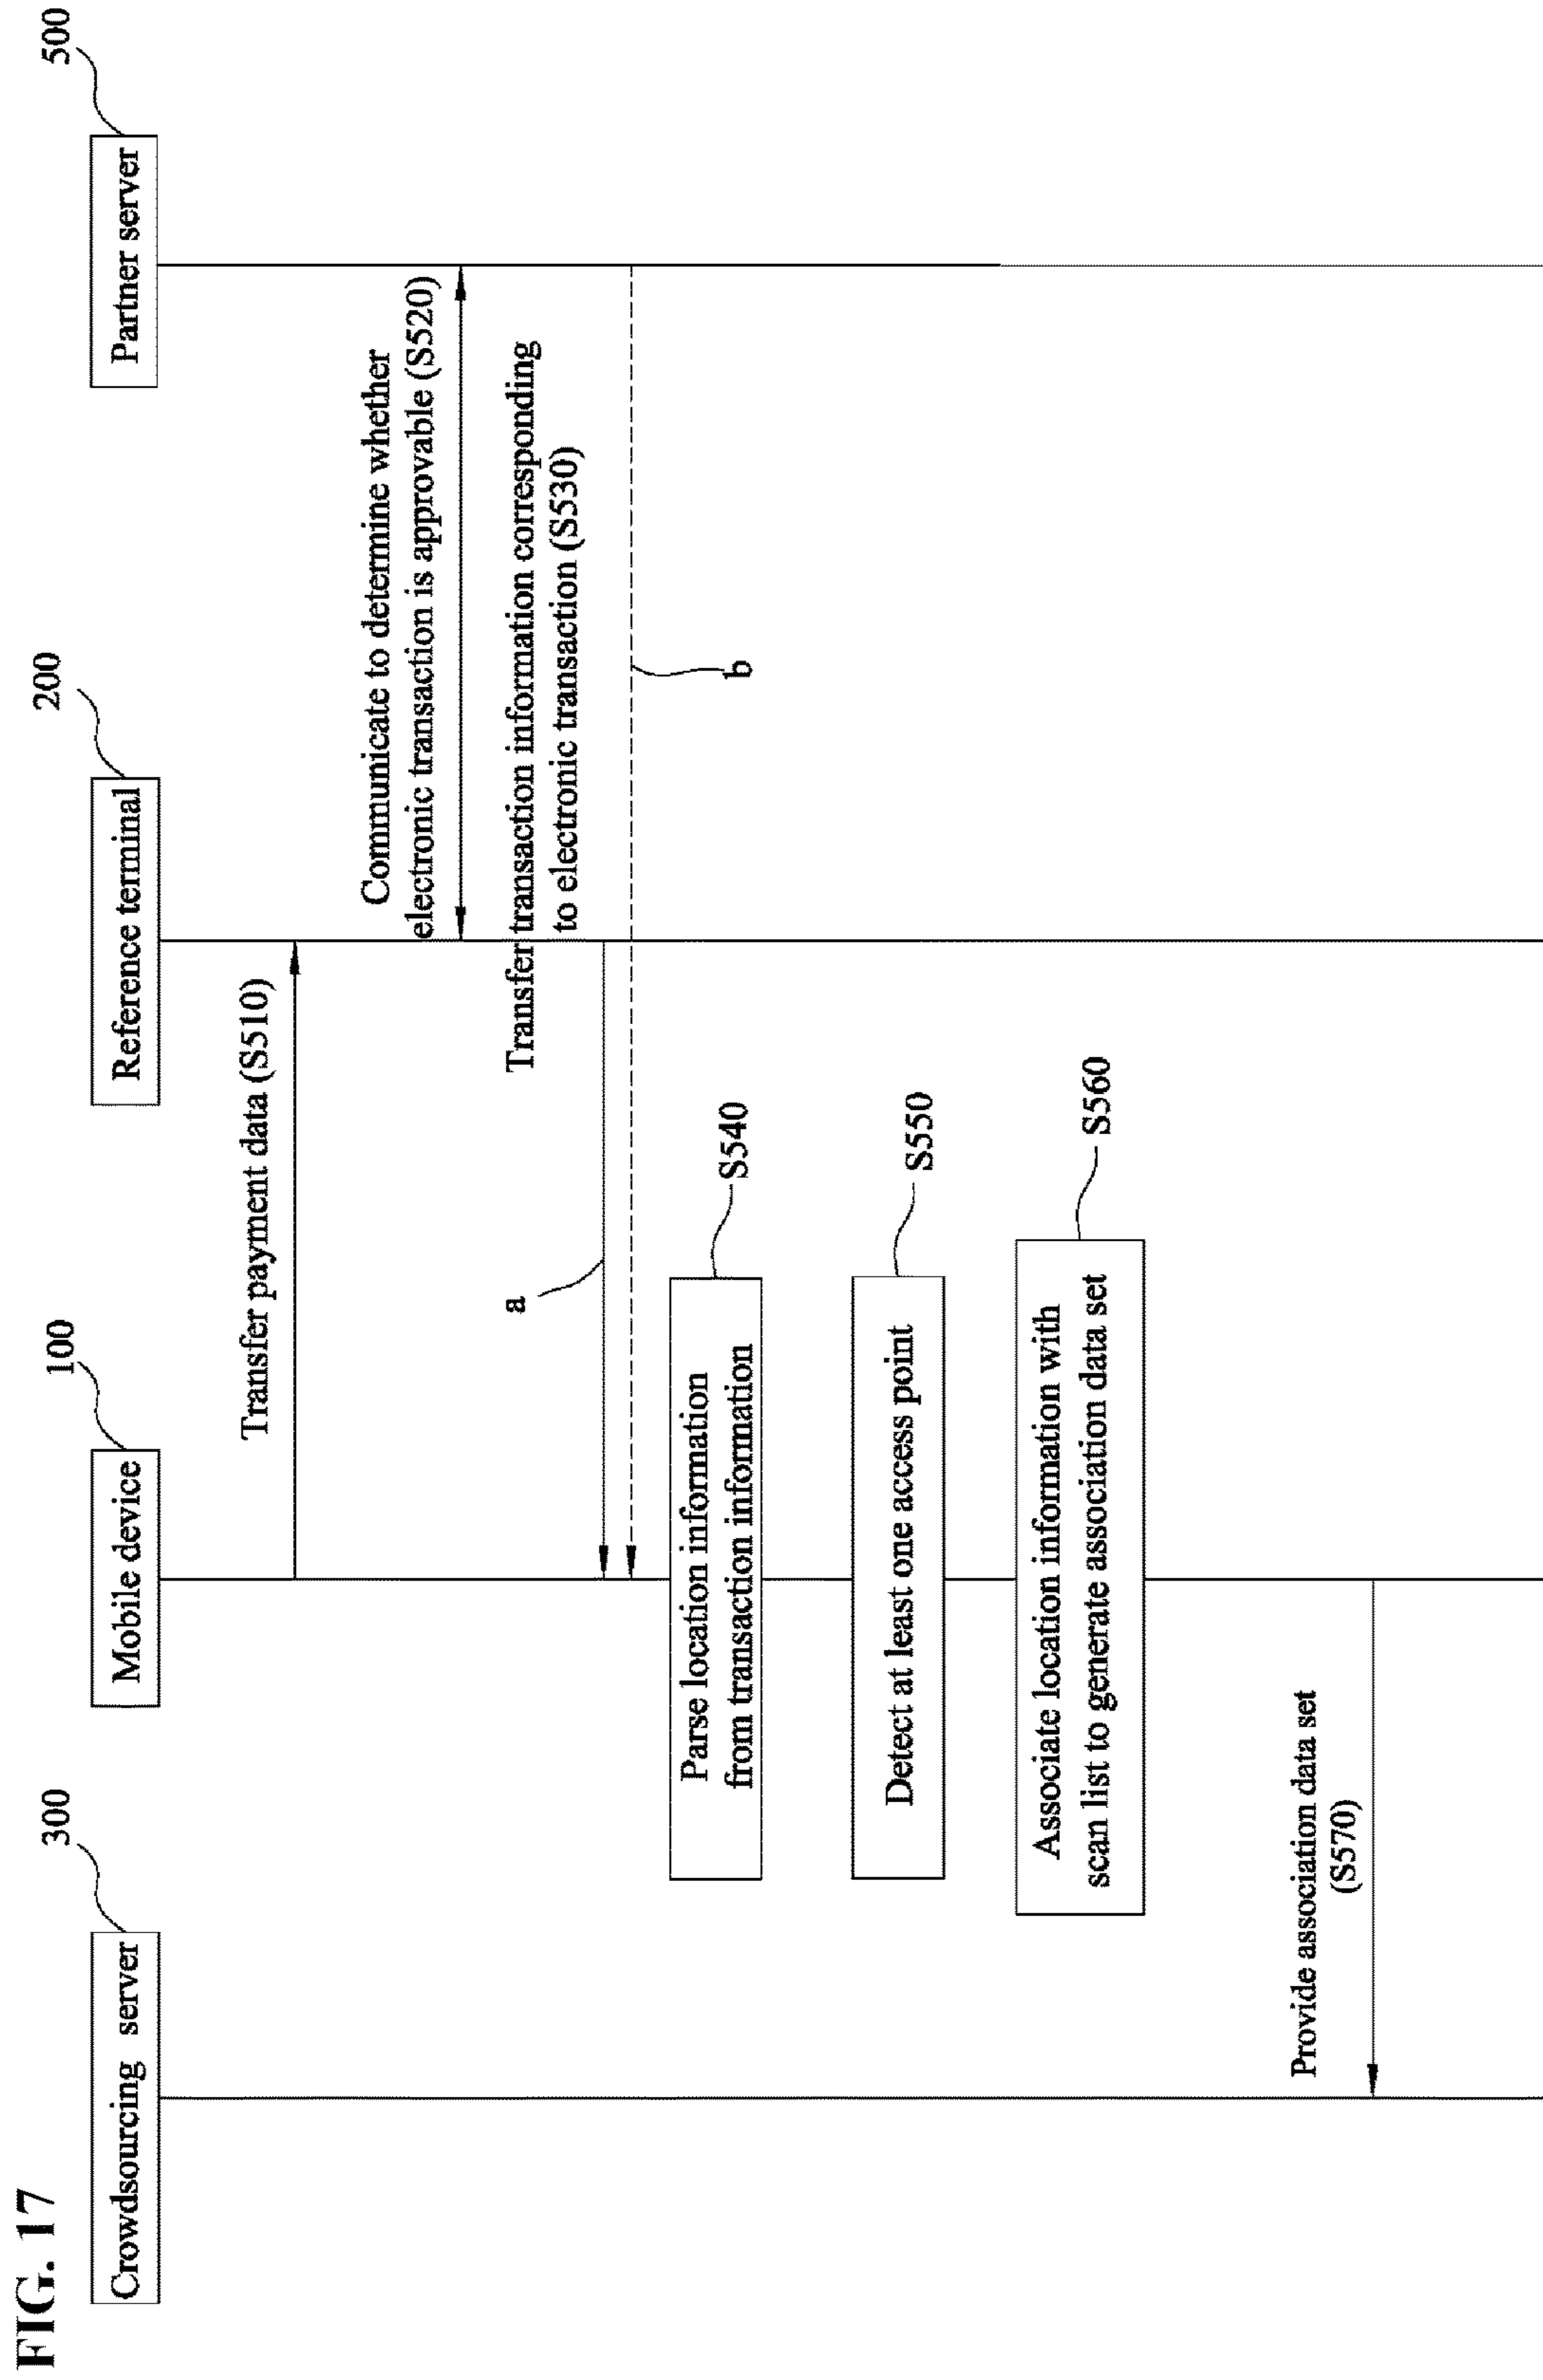 FIG. 17
300
100
200
500
Crowdsourcing server
Mobile device
Reference terminal
Partner server
Transfer payment data (S510)
Communicate to determine whether
electronic transaction is approvable (S520)
Transfer transaction information corresponding
to electronic transaction (S530)
a
b
Parse location information
from transaction information
S540
Detect at least one access point
S550
Associate location information with
scan list to generate association data set
S560
Provide association data set
(S570)